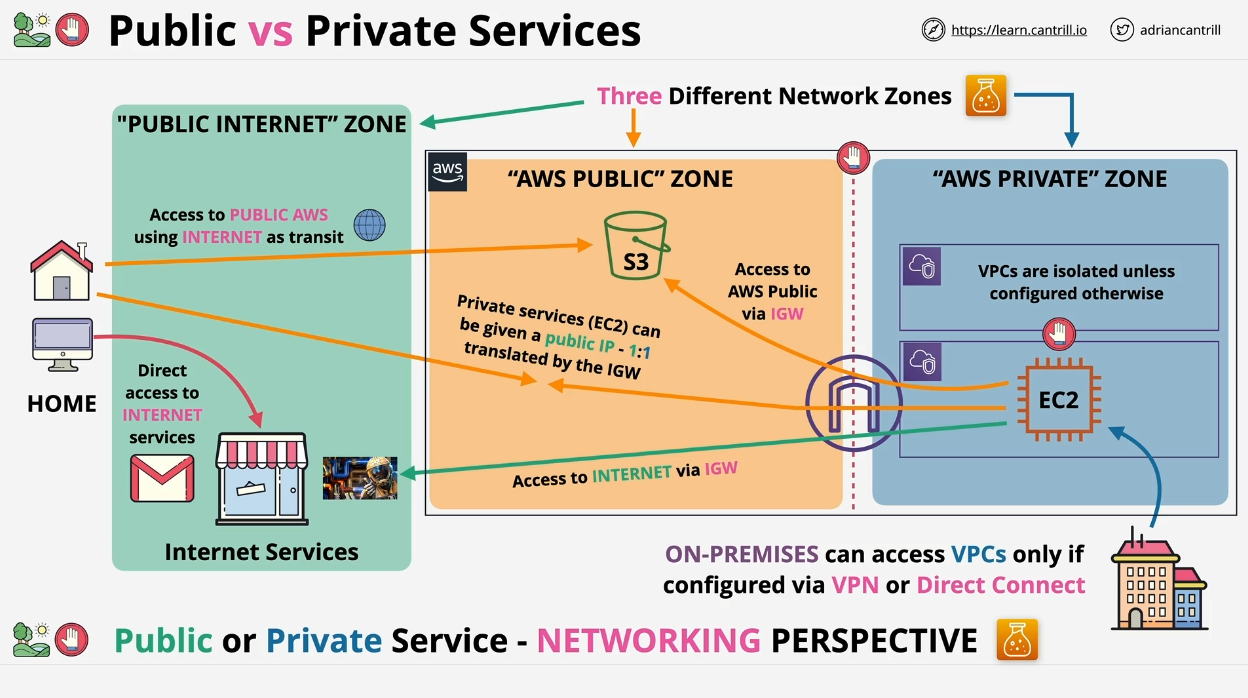 Public vs Private Services
https://learn.cantrill.io
adriancantrill
Three Different Network Zones
"PUBLIC INTERNET” ZONE
aws
“AWS PUBLIC” ZONE
“AWS PRIVATE” ZONE
Access to PUBLIC AWS
using INTERNET as transit
S3
Access to
AWS Public
via IGW
VPCs are isolated unless
configured otherwise
Private services (EC2) can
be given a public IP - 1:1
translated by the IGW
HOME
Direct
access to
INTERNET
services
EC2
Access to INTERNET via IGW
Internet Services
ON-PREMISES can access VPCs only if
configured via VPN or Direct Connect
Public or Private Service - NETWORKING PERSPECTIVE